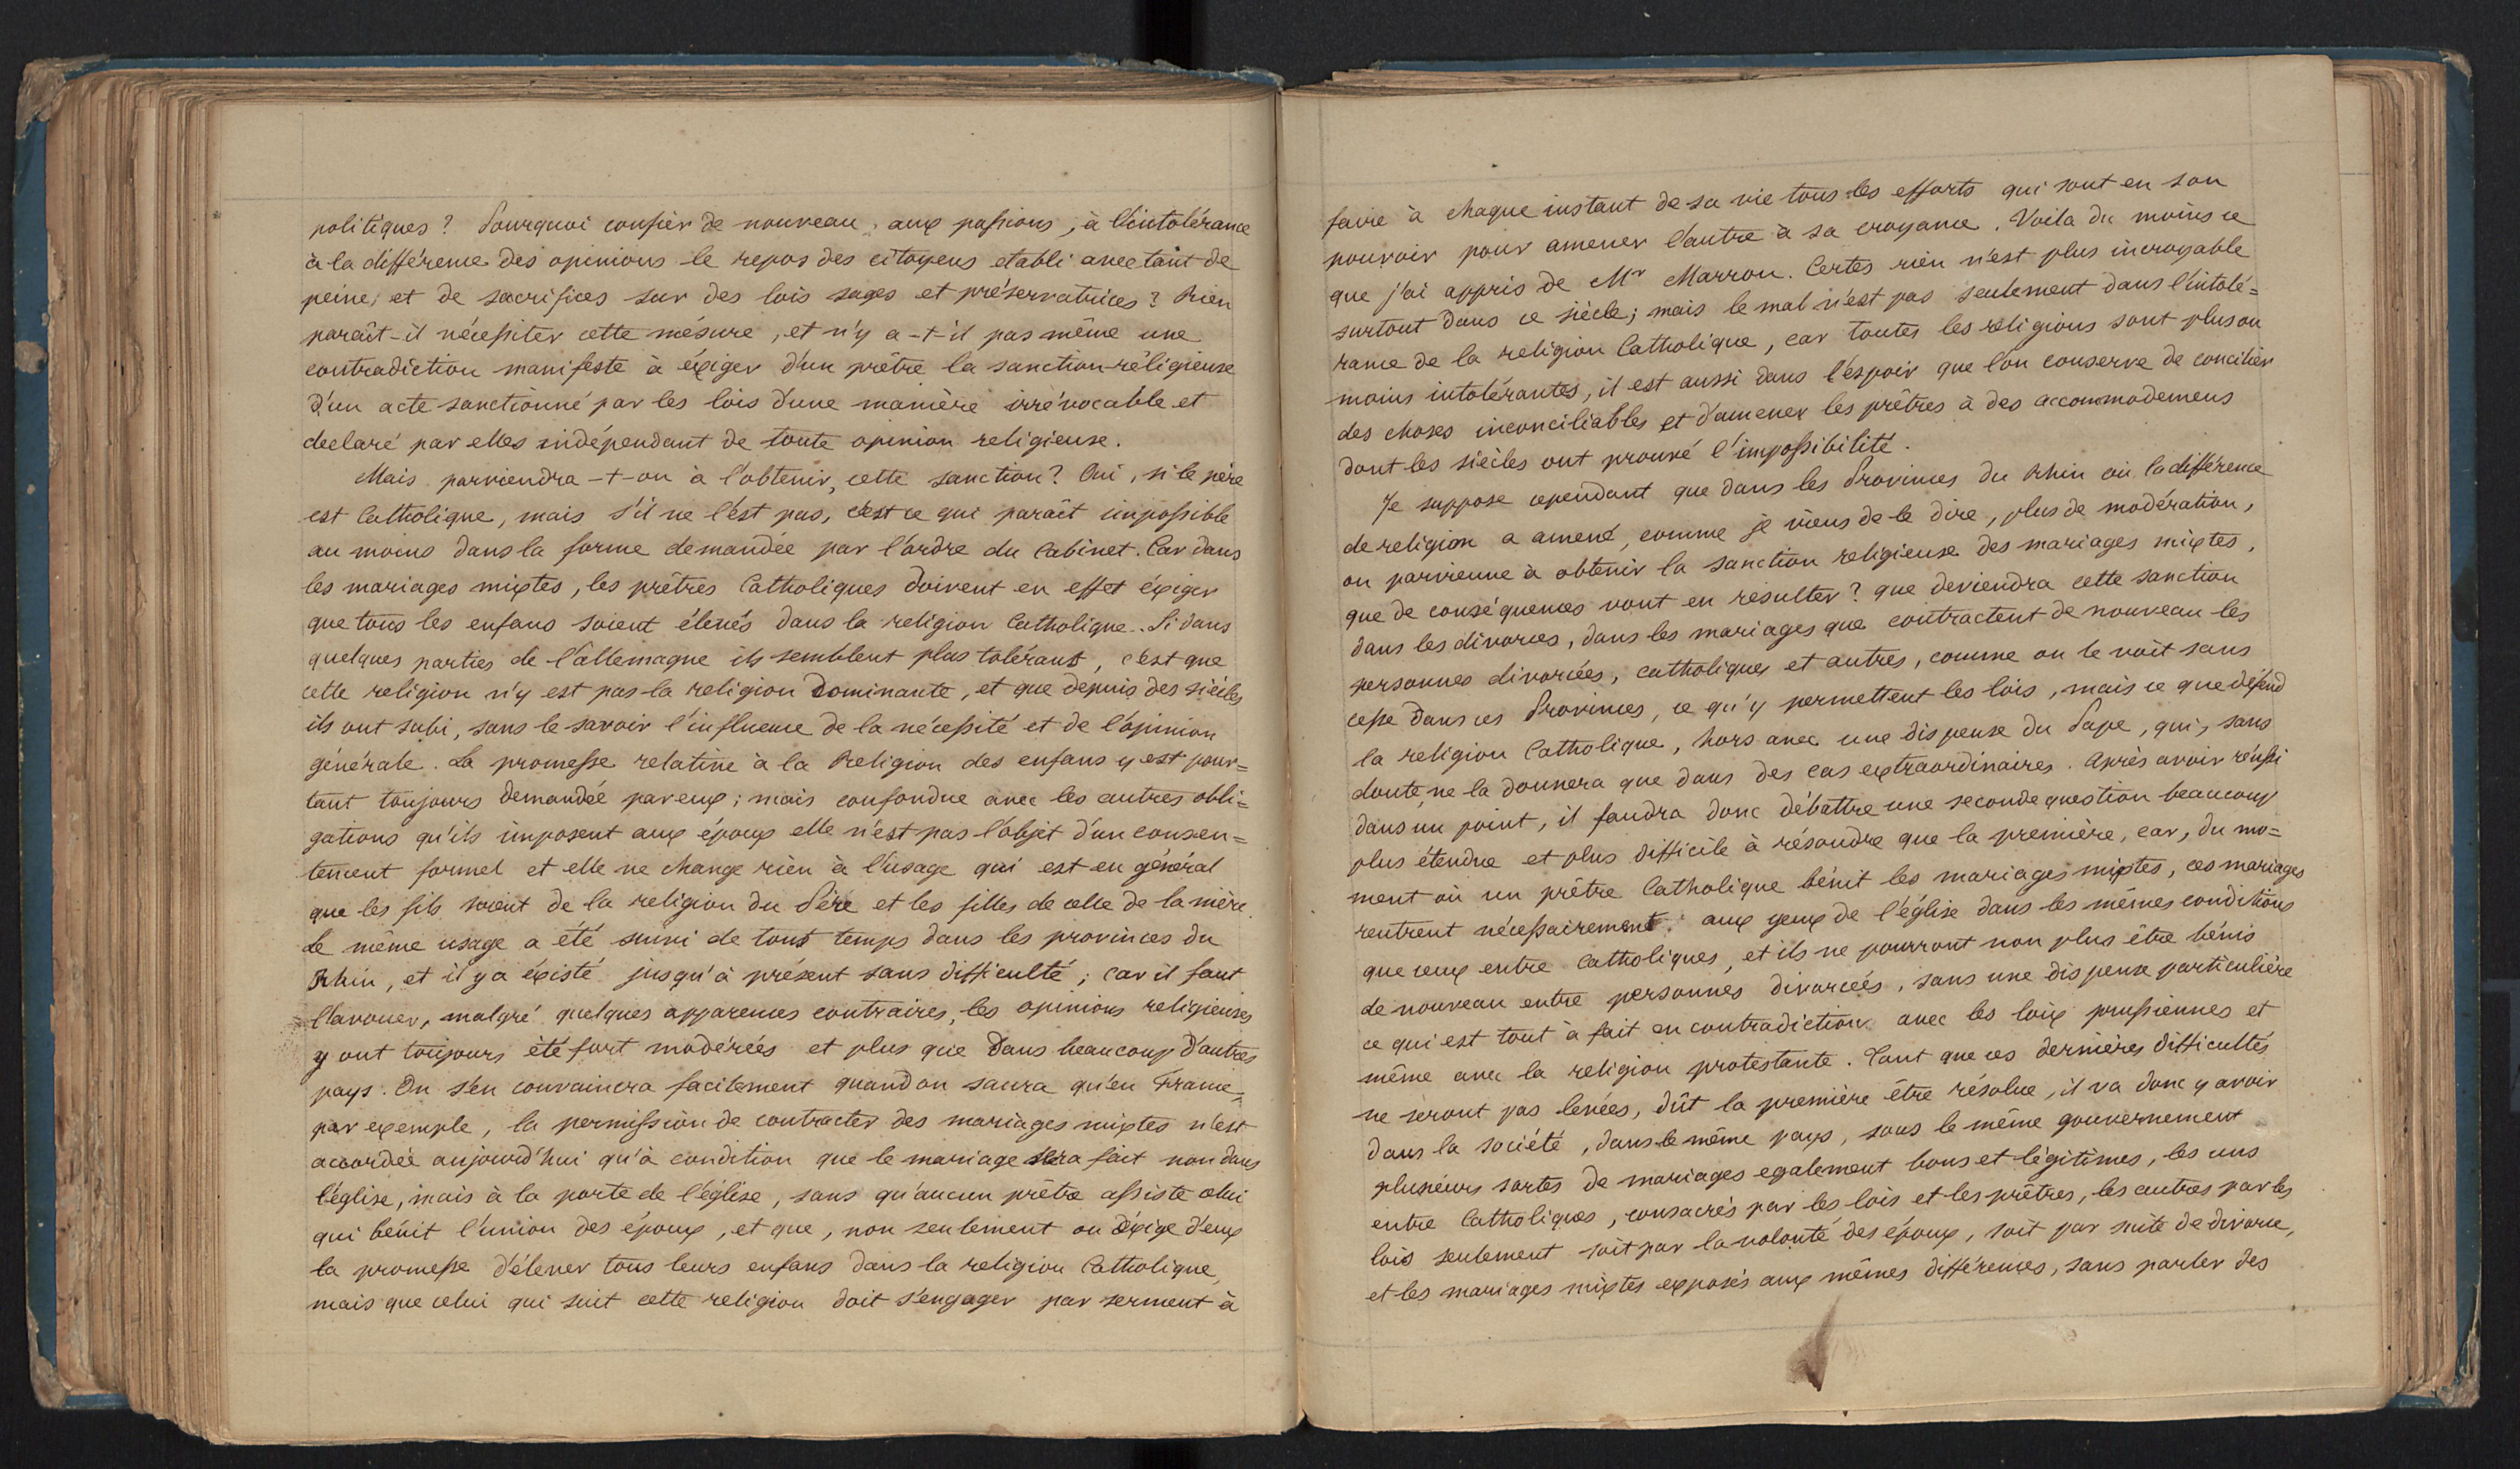 politiques? Pourquoi confier de nouveau, aux passions, à l'intolérance
à la différence des opinions le repos des citoyens etabli avec tant de
peine, et de sacrifices sur des lois sages et préservatrices? Rien
paraît-il nécessiter cette mésure, et n'y a-t-il pas même une
contradiction manifeste à éxiger d'un prêtre la sanction réligieuse
d'un acte sanctionné par les lois d'une manière irrévocable et
declaré par elles indépendant de toute opinion religieuse.
Mais parviendra-t-on à l'obtenir, cette sanction? Oui, si le père
est Catholique, mais s'il ne l'est pas, c'est ce qui paraît impossible
au moins dans la forme demandée par l'ordre du Cabinet. Car dans
les mariages mixtes, les prêtres Catholiques doivent en effet éxiger
que tous les enfans soient élevés dans la religion Catholique. Si dans
quelques parties de l'allemagne ils semblent plus tolérans, c'est que
cette religion n'y est pas la religion Dominante, et que depuis des siècles
ils ont subi, sans le savoir l'influence de la nécessité et de l'opinion
générale. La promesse relative à la Religion des enfans y est pour=
tant toujours demandée par eux; mais confondue avec les autres obli=
gations qu'ils imposent aux époux elle n'est pas l'objet d'un consen=
tement formel et elle ne change rien à l'usage qui est en général
que les fils soient de la religion du Père et les filles de celle de la mère.
Le même usage a été suivi de tout temps dans les provinces du
Rhin, et il y a éxisté jusqu'à présent sans difficulté; car il faut
l'avouer, malgré quelques apparences contraires, les opinions religieuses
y ont toujours été fort modérées et plus que Dans beaucoup d'autres
pays. On s'en convaincra facilement quand on saura qu'en France,
par exemple, la permission de contracter des mariages mixtes n'est
accordée aujourd'hui qu'à condition que le mariage sera fait non dans
l'église, mais à la porte de l'église, sans qu'aucun prêtre assiste celui
qui bénit l'union des époux, et que, non seulement on éxige d'eux
la promesse d'élever tous leurs enfans dans la religion Catholique,
mais que celui qui suit cette religion doit s'engager par serment à
faire à chaque instant de sa vie tous les efforts qui sont en son
pouvoir pour amener l'autre à sa croyance. Voila du moins ce
que j'ai appris de Mr Marron. Certes rien n'est plus incroyable
surtout dans ce siècle; mais le mal n'est pas seulement dans l'intolé=
rance de la religion Catholique, car toutes les religions sont plus ou
moins intolérantes, il est aussi dans l'espoir que l'on conserve de concilier
des choses inconciliables et d'amener les prêtres à des accommodemens
dont les siècles ont prouvé l'impossibilité.
Je suppose cependant que dans les Provinces du Rhin où la différence
de religion a amené, comme je viens de le dire, plus de modération,
on parvienne à obtenir la sanction religieuse des mariages mixtes,
que de conséquences vont en résulter? que deviendra cette sanction
dans les divorces, dans les mariages que contractent de nouveau les
personnes divorcées, catholiques et autres, comme on le voit sans
cesse dans ces Provinces, ce qu'y permettent les lois, mais ce que défend
la religion Catholique, hors avec une dispense du Pape, qui, sans
doute, ne la donnera que dans des cas extraordinaires. Après avoir réussi
dans un point, il faudra donc débattre une seconde question beaucoup
plus étendue et plus difficile à résoudre que la première, car, du mo=
ment où un prêtre Catholique bénit les mariages mixtes, ces mariages
rentrent nécessairement aux yeux de l'église dans les mêmes conditions
que ceux entre Catholiques, et ils ne pourront non plus être bénis
de nouveau entre personnes divorcées, sans une dispense particulière
ce qui est tout à fait en contradiction avec les loix prussiennes et
même avec la religion protestante. Tant que ces dernières difficultés
ne seront pas levées, dût la première être résolue, il va donc y avoir
dans la société, dans le même pays, sous le même gouvernement
plusieurs sortes de mariages egalement bons et légitimes, les uns
entre Catholiques, consacrés par les lois et les prêtres, les autres par les
lois seulement soit par la volonté des époux, soit par suite de divorce,
et les mariages mixtes exposés aux mêmes différences, sans parler des